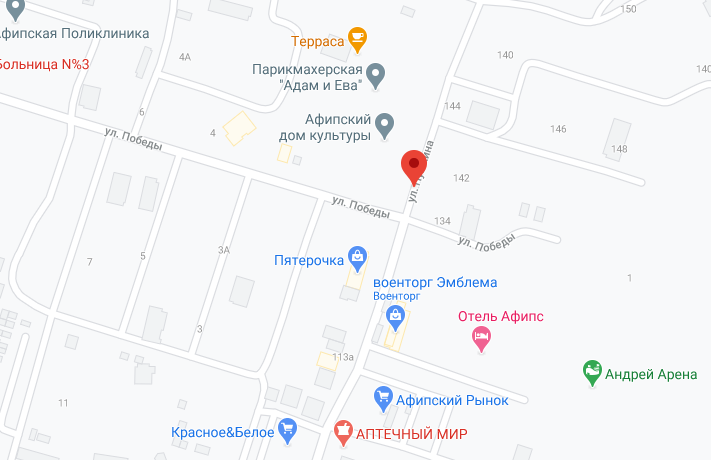 150
Афипская Поликлиника
Терраса
4А
140
140
Больница N%3
Парикмахерская
"Адам и Ева"
144
Афипский
дом культуры
4
146
148
ул. Победы
142
ул. Победы
134
ул. Победы
3А
5
7
Пятерочка
1
военторг Эмблема
Военторг
Отель Афипс
3
113а
Андрей Арена
11
Афипский Рынок
Красное&Белое
АПТЕЧНЫЙ МИР